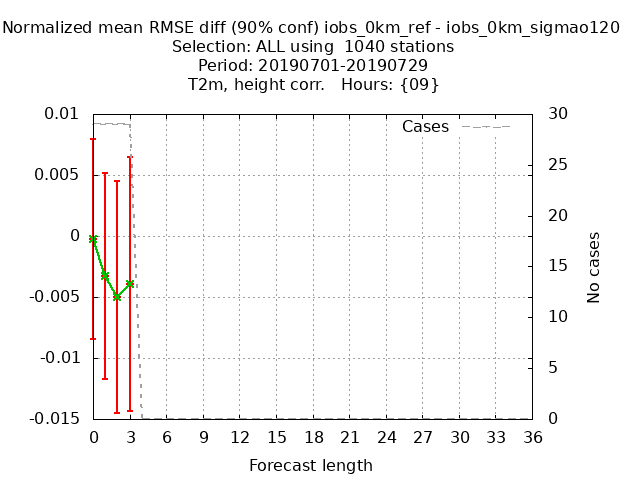 Normalized mean RMSE diff (90% conf) iobs_0km_ref - iobs_0km_sigmao120
Selection: ALL using  1040 stations
Period: 20190701-20190729
T2m, height corr.   Hours: {09}
Cases
0.01
0.005
0
-0.005
-0.01
-0.015
30
25
20
15
10
5
0
No cases
0 3 6 9 12 15 18 21 24 27 30 33 36
Forecast length